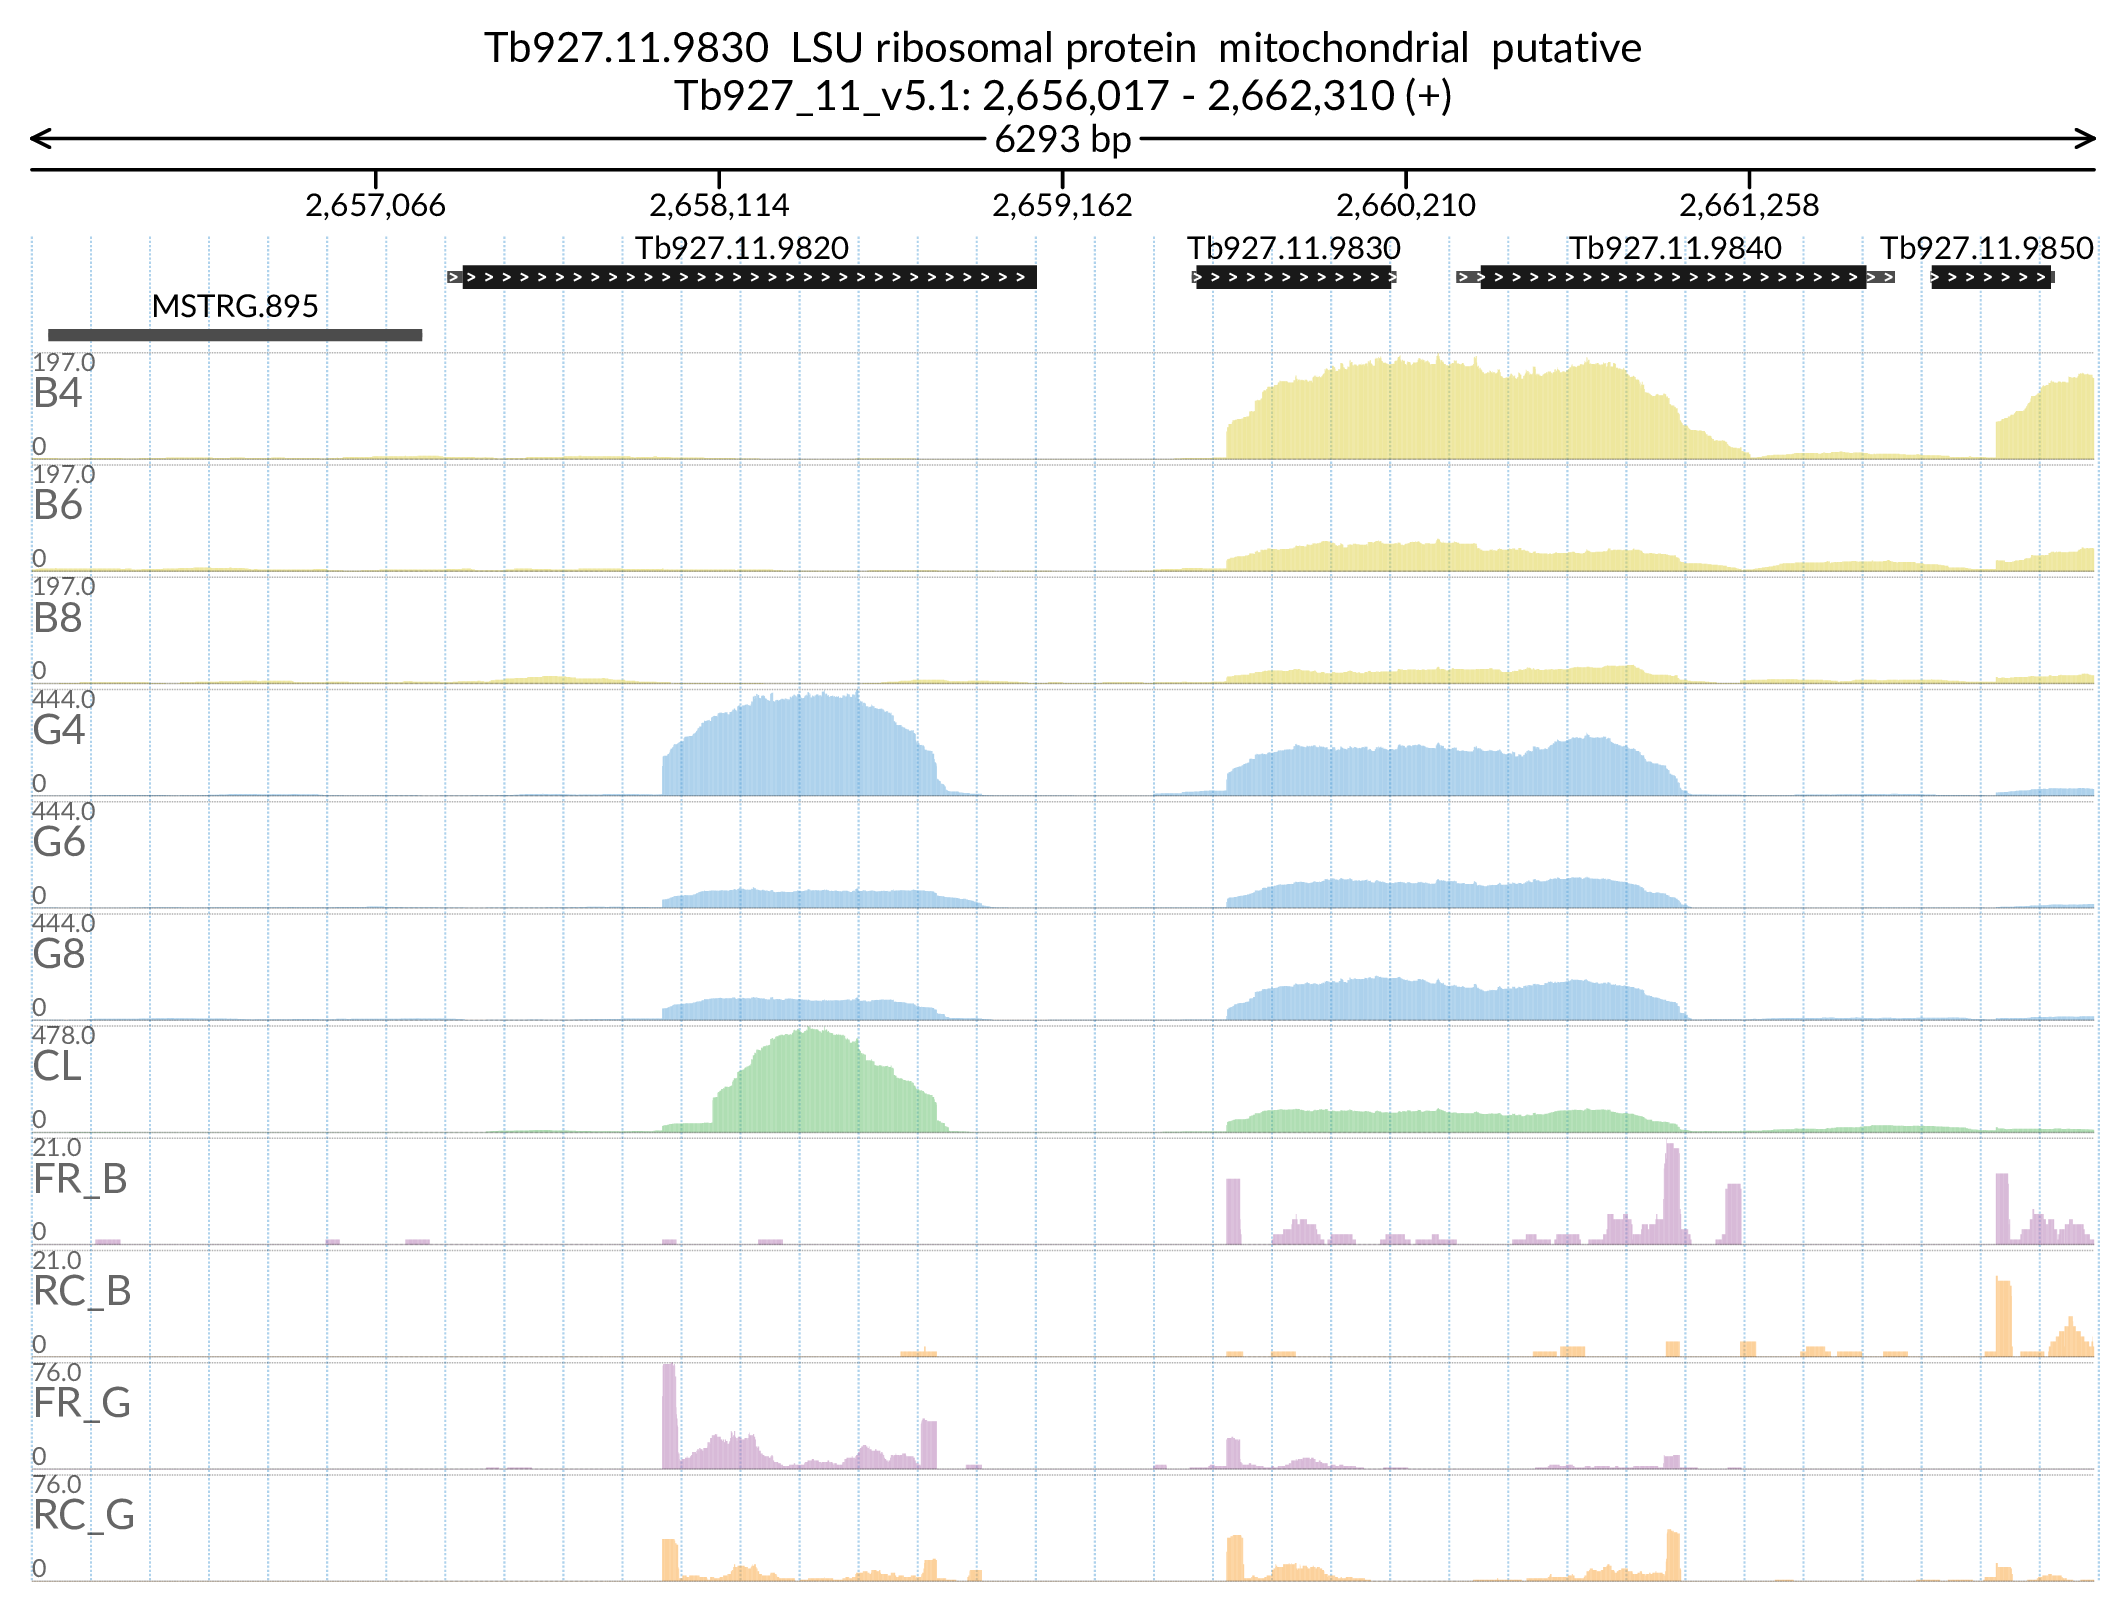 Tb927.11.9830 LSU ribosomal protein mitochondrial putative
Tb927_11_v5.1: 2,656,017 - 2,662,310 (+)
6293 bp
2,657,066 2,658,114 2,659,162 2,660,210 2,661,258
Tb927.11.9820 Tb927.11.9830 Tb927.11.9840 Tb927.11.9850
MSTRG.895
197.0
B4
0
197.0
B6
0
197.0
B8
0
444.0
G4
0
444.0
G6
0
444.0
G8
0
478.0
CL
0
21.0
FR_B
0
21.0
RC_B
0
76.0
FR_G
0
76.0
RC_G
0